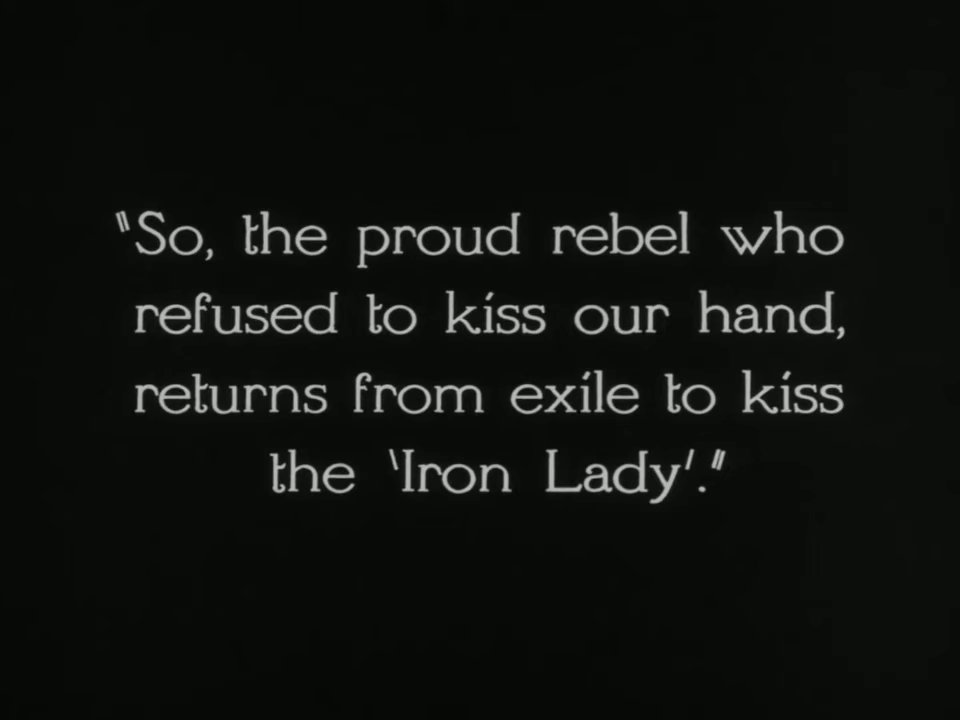 "So, the proud rebel who
refused to kiss our hand,
returns from exile to kiss
the 'Iron Lady'."